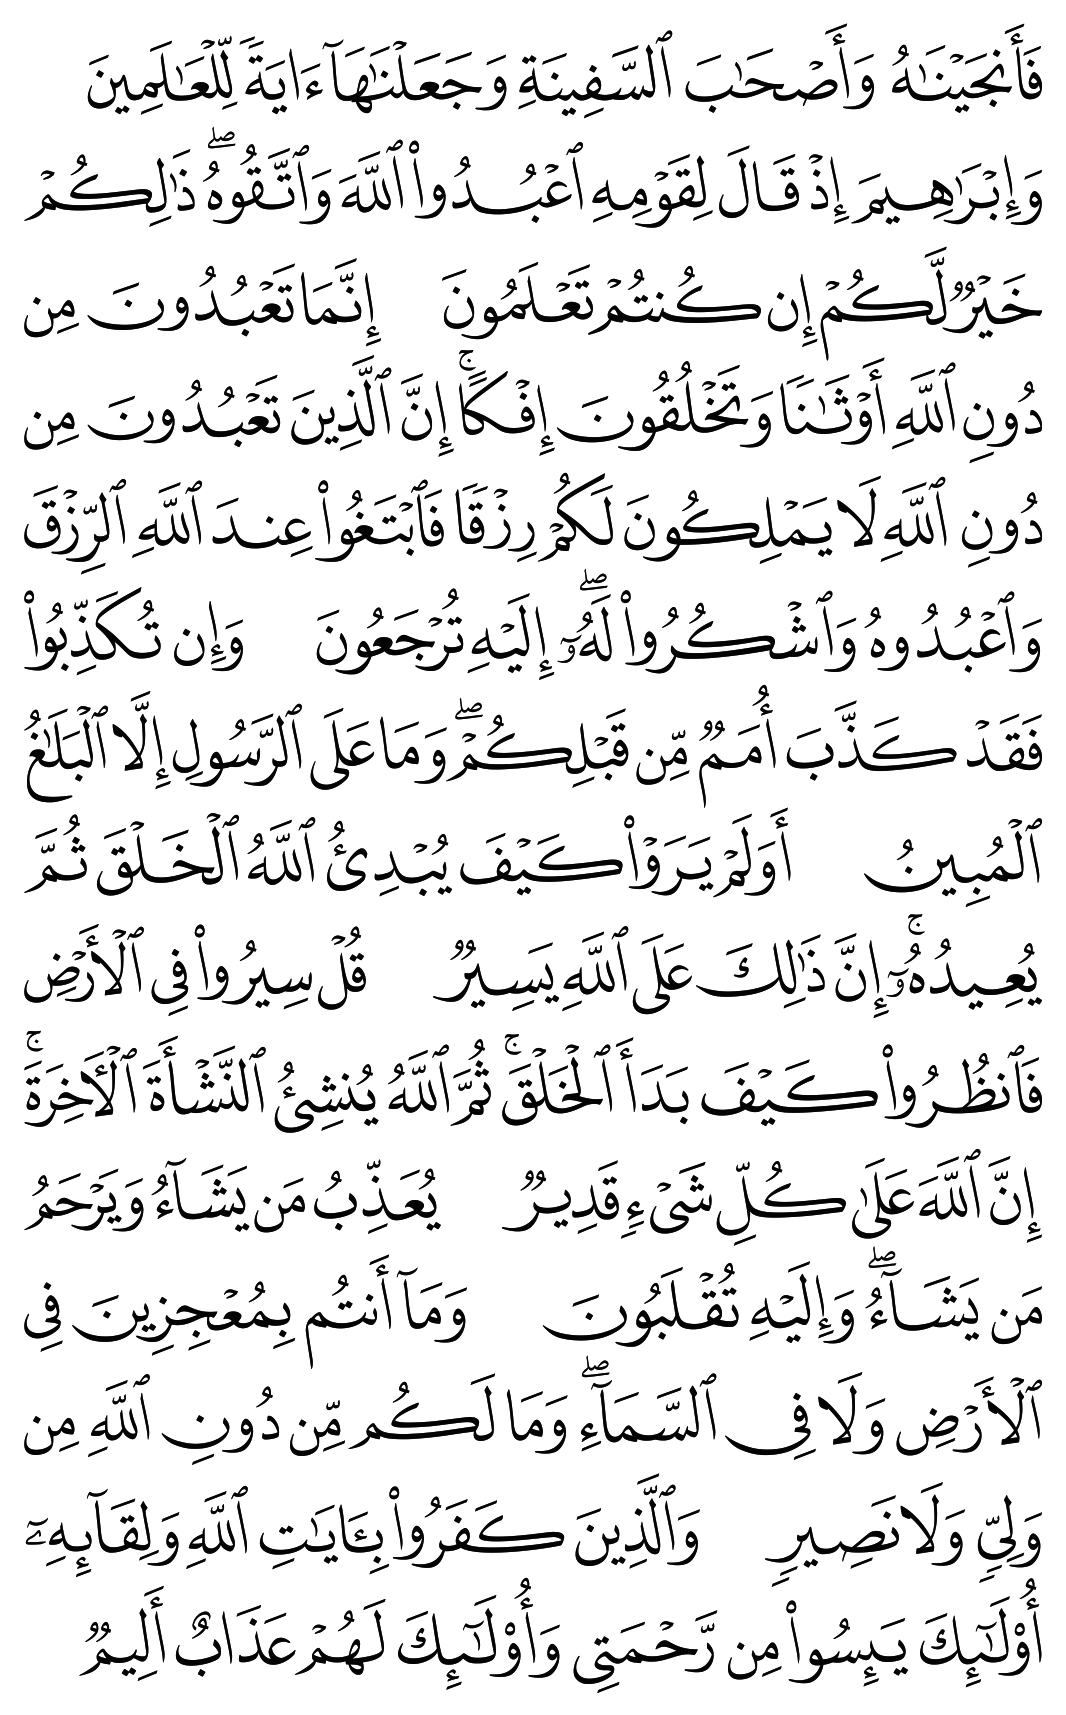 فَأَنجَيْنَٰهُ وَأَصْحَٰبَ ٱلسَّفِينَةِ وَجَعَلْنَٰهَآ ءَايَةً لِّلْعَٰلَمِينَ
وَإِبْرَٰهِيمَ إِذْ قَالَ لِقَوْمِهِ ٱعْبُدُوا۟ ٱللَّهَ وَٱتَّقُوهُ ۖ ذَٰلِكُمْ
خَيْرٌ لَّكُمْ إِن كُنتُمْ تَعْلَمُونَ إِنَّمَا تَعْبُدُونَ مِن
دُونِ ٱللَّهِ أَوْثَٰنًا وَتَخْلُقُونَ إِفْكًا ۚ إِنَّ ٱلَّذِينَ تَعْبُدُونَ مِن
دُونِ ٱللَّهِ لَا يَمْلِكُونَ لَكُمْ رِزْقًا فَٱبْتَغُوا۟ عِندَ ٱللَّهِ ٱلرِّزْقَ
وَٱعْبُدُوهُ وَٱشْكُرُوا۟ لَهُۥٓ ۖ إِلَيْهِ تُرْجَعُونَ وَإِن تُكَذِّبُوا۟
فَقَدْ كَذَّبَ أُمَمٌ مِّن قَبْلِكُمْ ۖ وَمَا عَلَى ٱلرَّسُولِ إِلَّا ٱلْبَلَٰغُ
ٱلْمُبِينُ أَوَلَمْ يَرَوْا۟ كَيْفَ يُبْدِئُ ٱللَّهُ ٱلْخَلْقَ ثُمَّ
يُعِيدُهُۥٓ ۚ إِنَّ ذَٰلِكَ عَلَى ٱللَّهِ يَسِيرٌ قُلْ سِيرُوا۟ فِى ٱلْأَرْضِ
فَٱنظُرُوا۟ كَيْفَ بَدَأَ ٱلْخَلْقَ ۚ ثُمَّ ٱللَّهُ يُنشِئُ ٱلنَّشْأَةَ ٱلْـَٔاخِرَةَ ۚ
إِنَّ ٱللَّهَ عَلَىٰ كُلِّ شَىْءٍ قَدِيرٌ يُعَذِّبُ مَن يَشَآءُ وَيَرْحَمُ
مَن يَشَآءُ ۖ وَإِلَيْهِ تُقْلَبُونَ وَمَآ أَنتُم بِمُعْجِزِينَ فِى
ٱلْأَرْضِ وَلَا فِى ٱلسَّمَآءِ ۖ وَمَا لَكُم مِّن دُونِ ٱللَّهِ مِن
وَلِىٍّ وَلَا نَصِيرٍ وَٱلَّذِينَ كَفَرُوا۟ بِـَٔايَٰتِ ٱللَّهِ وَلِقَآئِهِۦٓ
أُو۟لَٰٓئِكَ يَئِسُوا۟ مِن رَّحْمَتِى وَأُو۟لَٰٓئِكَ لَهُمْ عَذَابٌ أَلِيمٌ